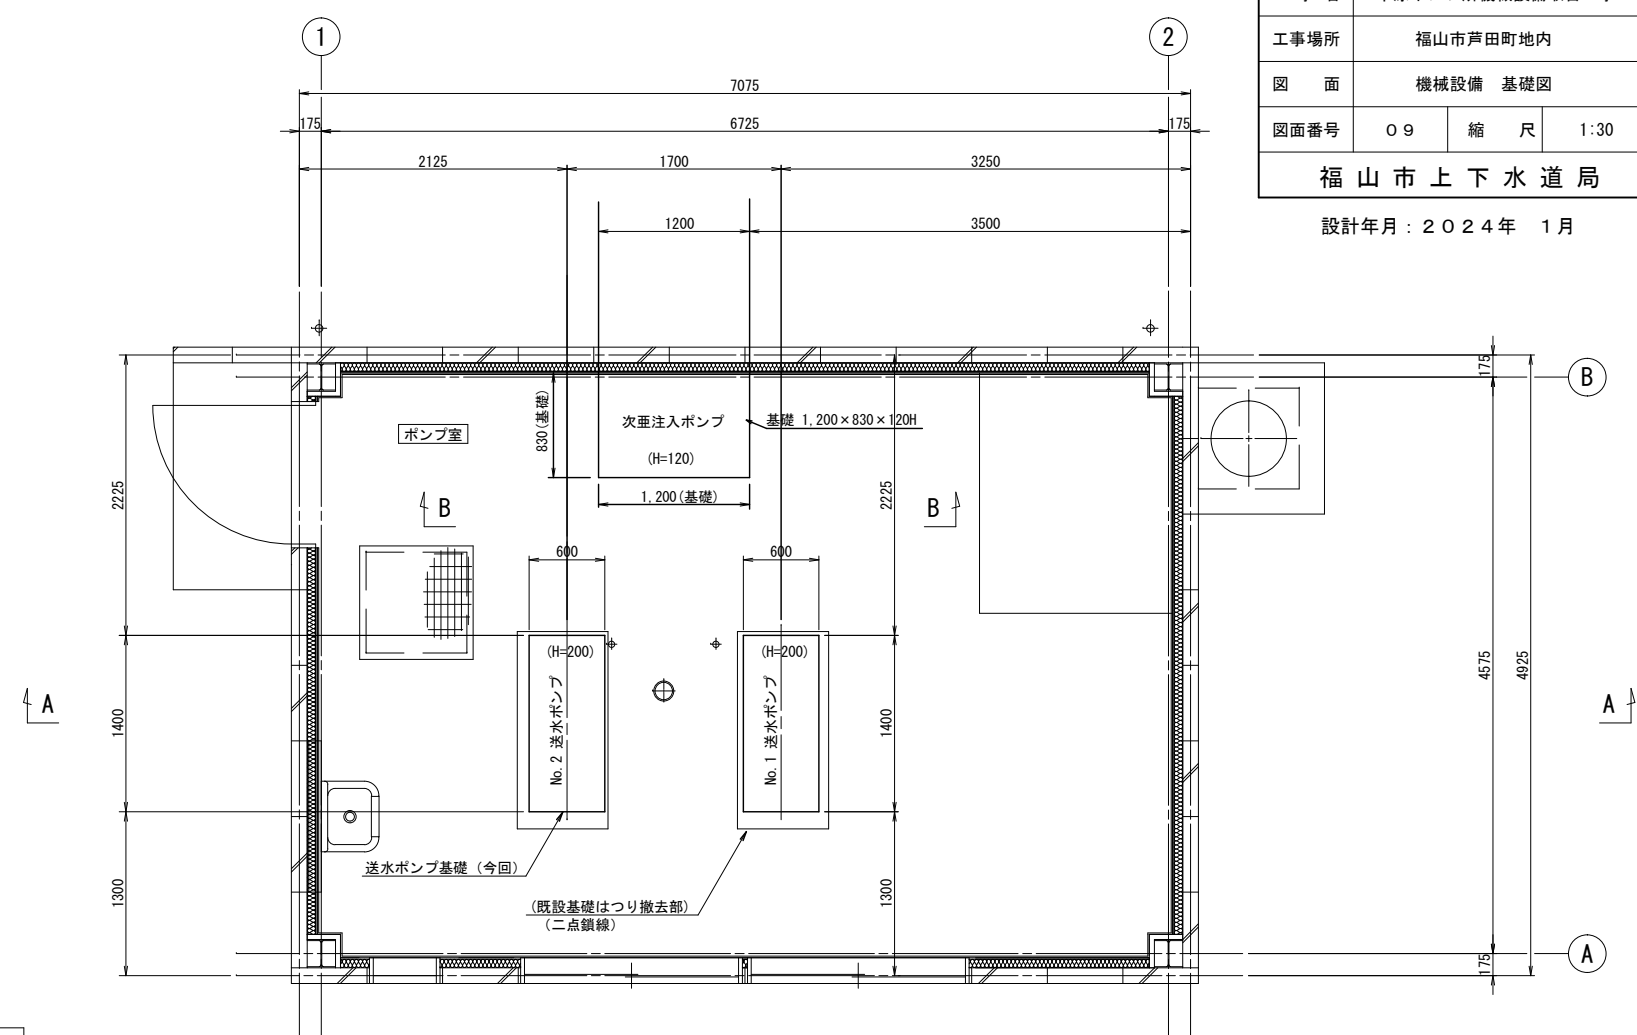 工事場所 福山市芦田町地内
図 面 機械設備 基礎図
図面番号 09 縮 尺 1:30
福山市上下水道局
設計年月：2024年 1月
1
2
7075
175
6725
175
2125
1700
3250
1200
3500
175
B
ポンプ室
830(基礎)
次亜注入ポンプ
(H=120)
基礎 1,200×830×120H
1,200(基礎)
2225
2225
B
B
600
600
(H=200)
(H=200)
No.2 送水ポンプ
No.1 送水ポンプ
4575
4925
A
A
1400
1400
送水ポンプ基礎（今回）
(既設基礎はつり撤去部)
(二点鎖線)
1300
1300
175
A